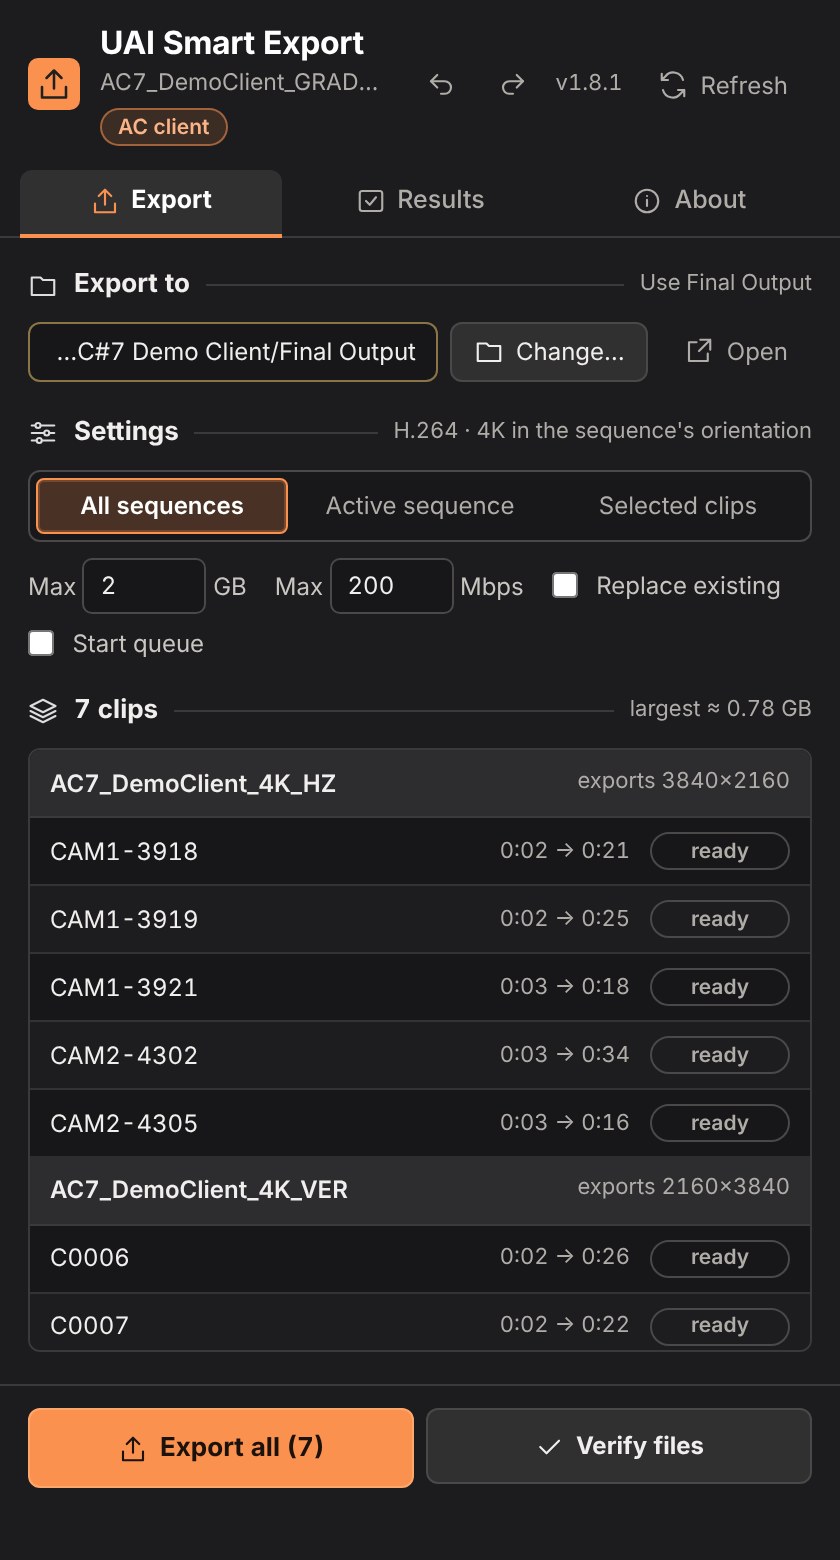 UAI Smart Export
AC7_DemoClient_GRAD...
v1.8.1
Refresh
AC client
Export
Results
About
Export to
Use Final Output
...C#7 Demo Client/Final Output
Change...
Open
Settings
H.264 · 4K in the sequence's orientation
All sequences
Active sequence
Selected clips
Max 2 GB
Max 200 Mbps
Replace existing
Start queue
7 clips
largest ≈ 0.78 GB
AC7_DemoClient_4K_HZ exports 3840×2160
CAM1-3918 0:02 → 0:21 ready
CAM1-3919 0:02 → 0:25 ready
CAM1-3921 0:03 → 0:18 ready
CAM2-4302 0:03 → 0:34 ready
CAM2-4305 0:03 → 0:16 ready
AC7_DemoClient_4K_VER exports 2160×3840
C0006 0:02 → 0:26 ready
C0007 0:02 → 0:22 ready
Export all (7)
Verify files